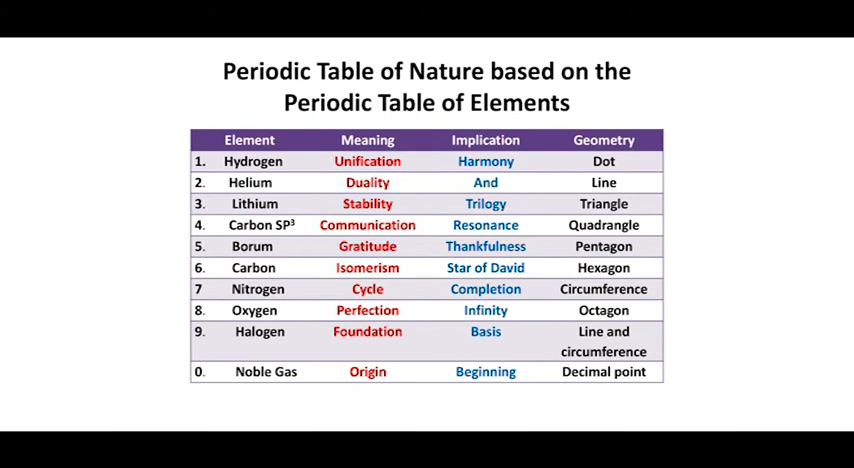 Periodic Table of Nature based on the
Periodic Table of Elements
Element Meaning Implication Geometry
1. Hydrogen Unification Harmony Dot
2. Helium Duality And Line
3. Lithium Stability Trilogy Triangle
4. Carbon SP³ Communication Resonance Quadrangle
5. Borum Gratitude Thankfulness Pentagon
6. Carbon Isomerism Star of David Hexagon
7 Nitrogen Cycle Completion Circumference
8. Oxygen Perfection Infinity Octagon
9. Halogen Foundation Basis Line and
circumference
0. Noble Gas Origin Beginning Decimal point